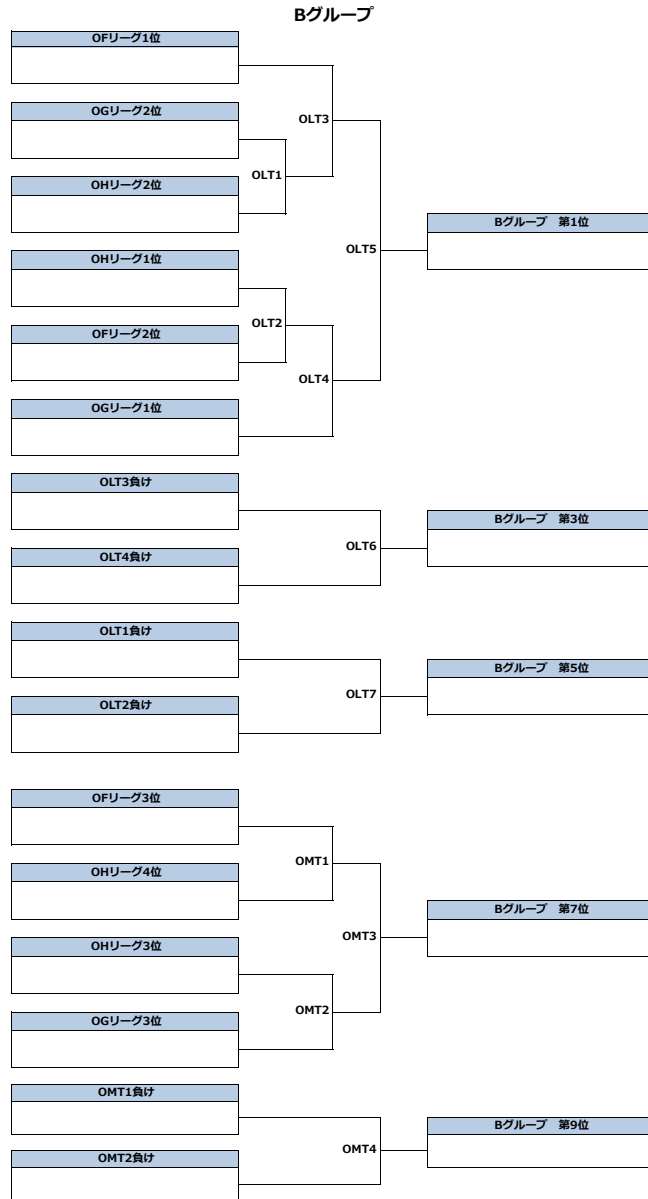 Bグループ
OFリーグ1位
OLT3
OGリーグ2位
OLT1
OHリーグ2位
Bグループ　第1位
OLT5
OHリーグ1位
OLT2
OFリーグ2位
OLT4
OGリーグ1位
OLT3負け
Bグループ　第3位
OLT6
OLT4負け
OLT1負け
Bグループ　第5位
OLT7
OLT2負け
OFリーグ3位
OMT1
OHリーグ4位
Bグループ　第7位
OMT3
OHリーグ3位
OMT2
OGリーグ3位
OMT1負け
Bグループ　第9位
OMT4
OMT2負け